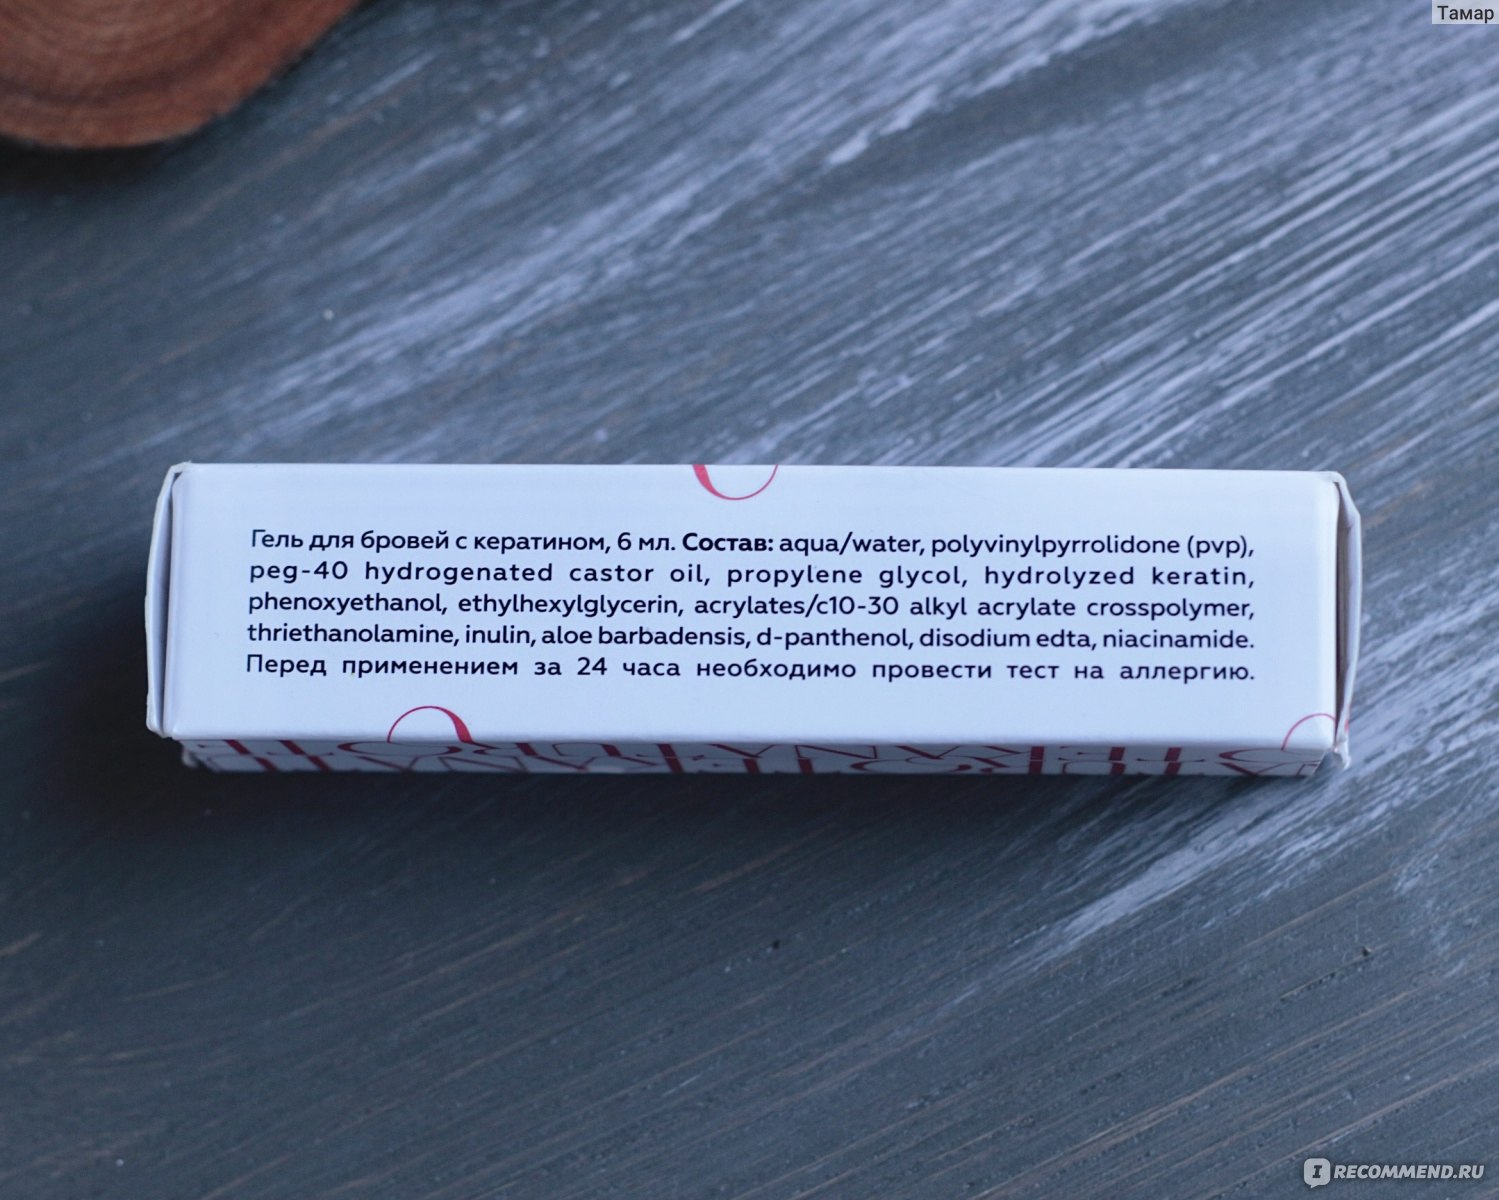 Тамар
Гель для бровей с кератином, 6 мл. Состав: aqua/water, polyvinylpyrrolidone (pvp),
peg-40 hydrogenated castor oil, propylene glycol, hydrolyzed keratin,
phenoxyethanol, ethylhexylglycerin, acrylates/c10-30 alkyl acrylate crosspolymer,
thriethanolamine, inulin, aloe barbadensis, d-panthenol, disodium edta, niacinamide.
Перед применением за 24 часа необходимо провести тест на аллергию.
IRECOMMEND.RU